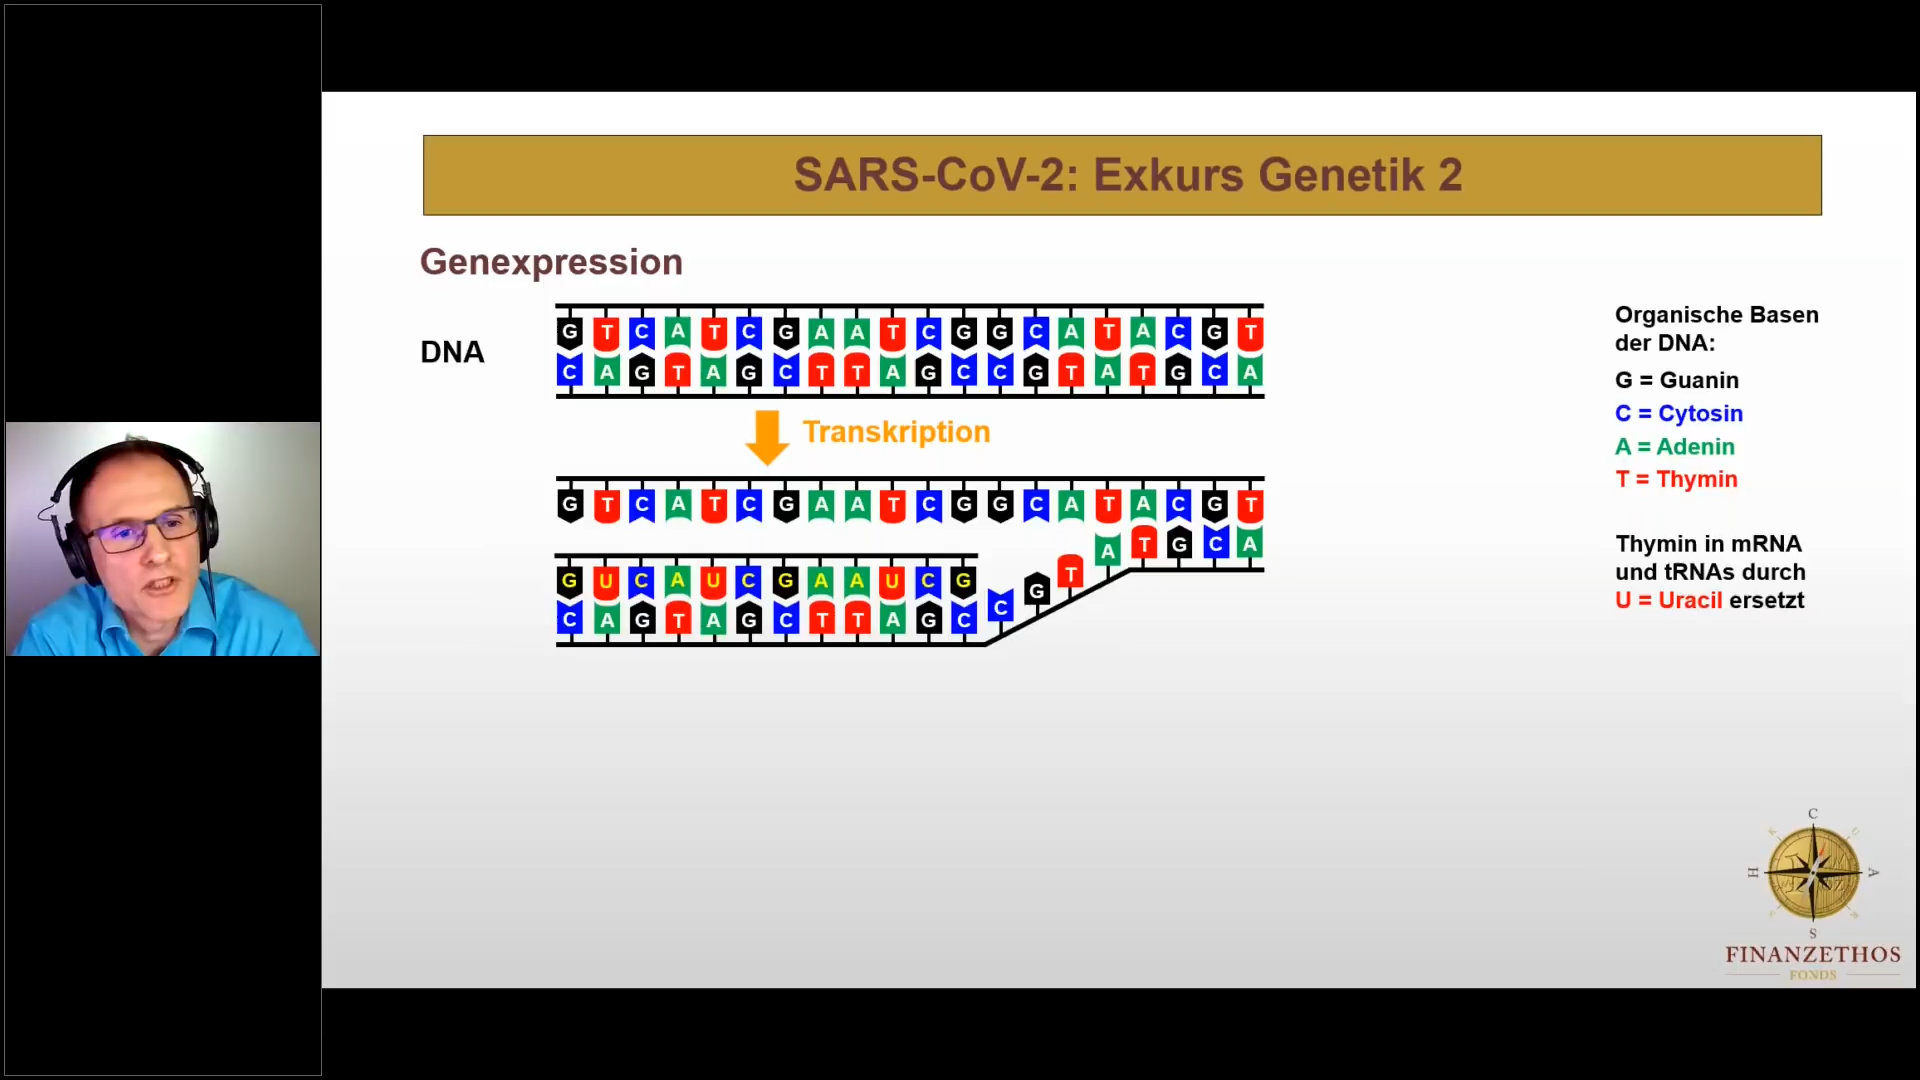 SARS-CoV-2: Exkurs Genetik 2
Genexpression
DNA
G T C A T C G A A T C G G C A T A C G T
C A G T A G C T T A G C C G T A T G C A
Transkription
G T C A T C G A A T C G G C A T A C G T
G U C A U C G A A U C G
C A G T A G C T T A G C C G T A T G C A
Organische Basen
der DNA:
G = Guanin
C = Cytosin
A = Adenin
T = Thymin
Thymin in mRNA
und tRNAs durch
U = Uracil ersetzt
C
H
A
S
FINANZETHOS
FONDS